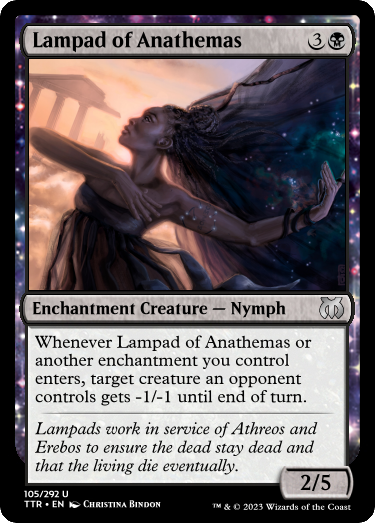 Lampad of Anathemas 3
Enchantment Creature — Nymph
Whenever Lampad of Anathemas or
another enchantment you control
enters, target creature an opponent
controls gets -1/-1 until end of turn.
Lampads work in service of Athreos and
Erebos to ensure the dead stay dead and
that the living die eventually.
2/5
105/292 U
TTR • EN Christina Bindon
™ & © 2023 Wizards of the Coast